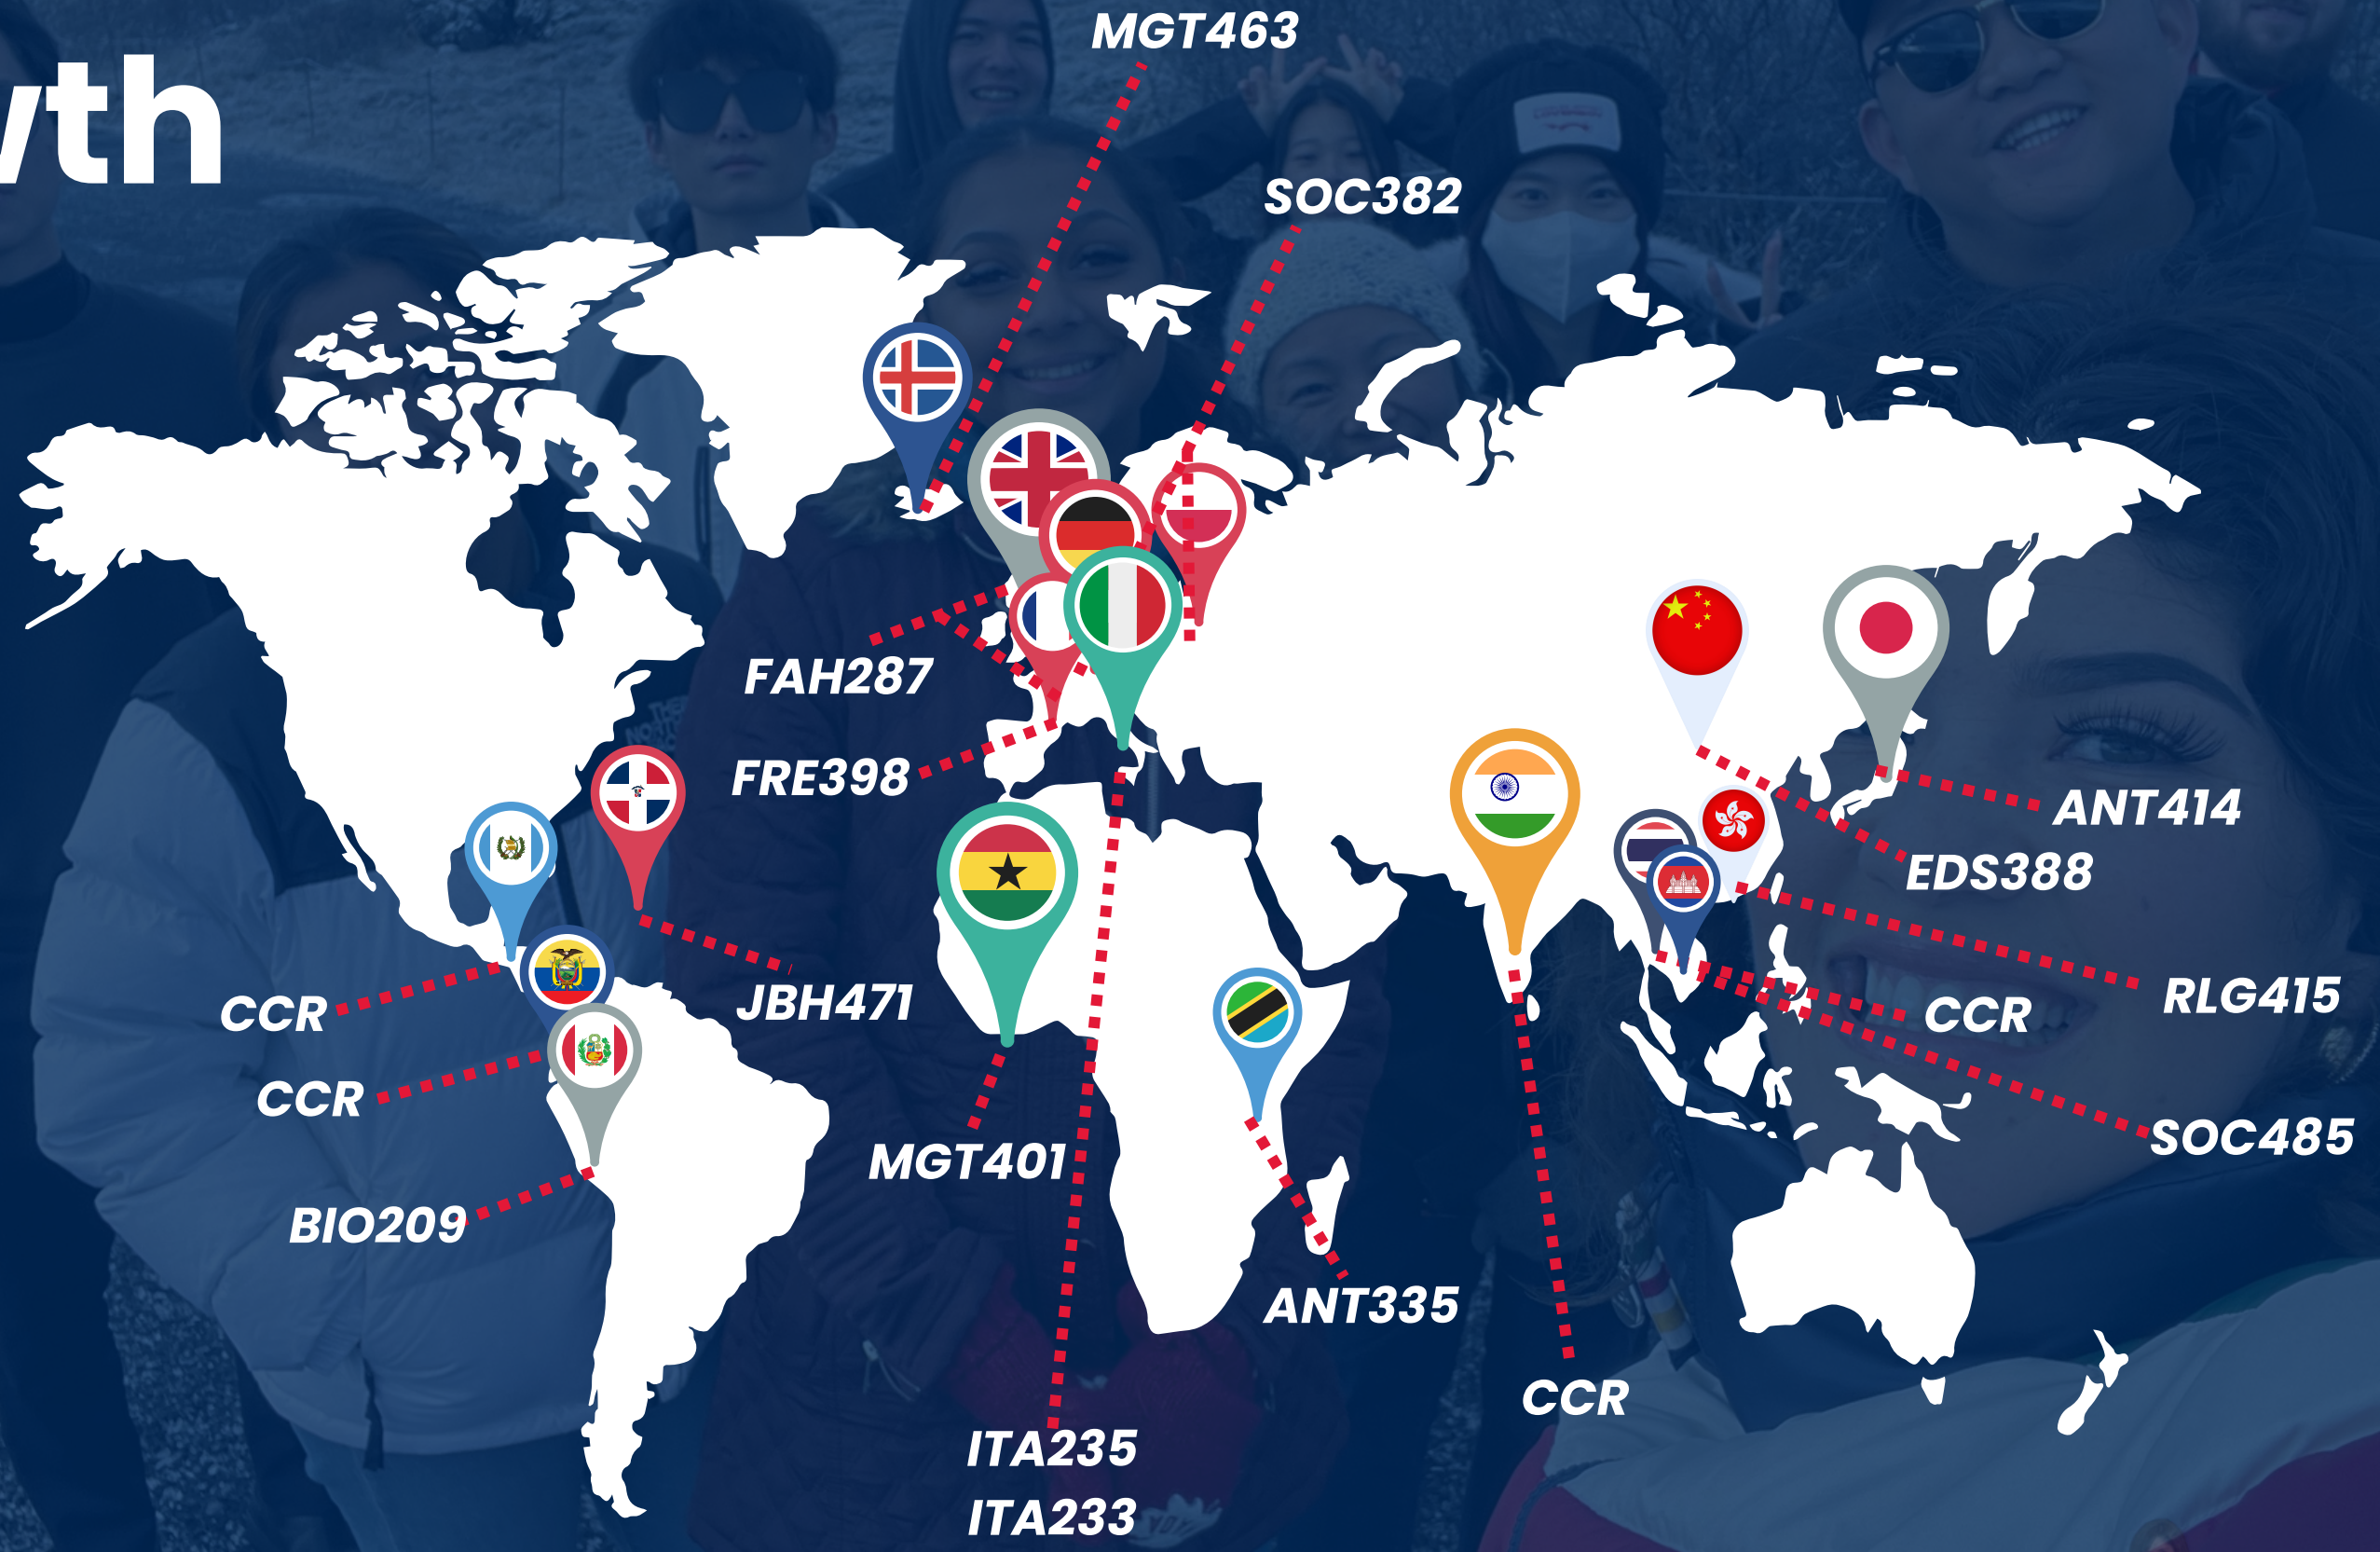 MGT463
wth
SOC382
FAH287
FRE398
ANT414
EDS388
JBH471
RLG415
CCR
CCR
CCR
SOC485
MGT401
BIO209
ANT335
CCR
ITA235
ITA233